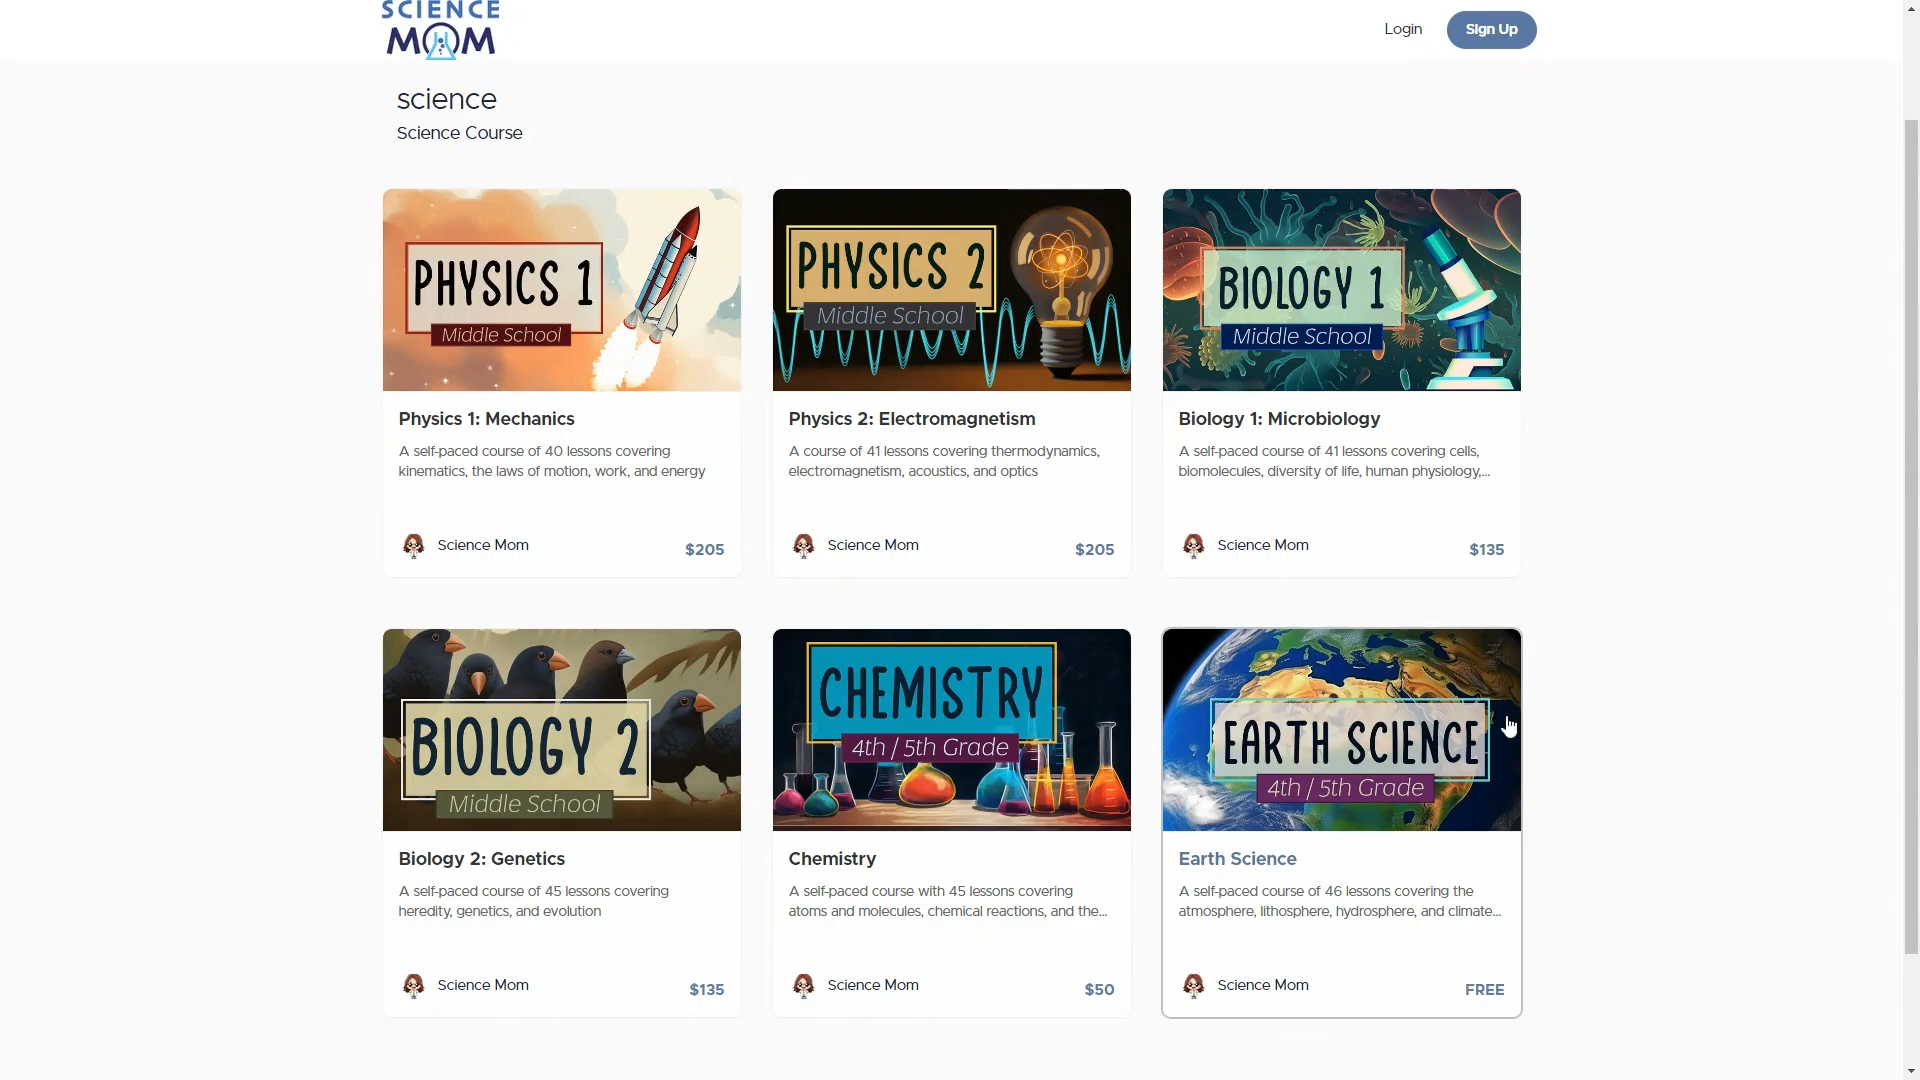 SCIENCE
MOM
Login
Sign Up
science
Science Course
PHYSICS 1
Middle School
PHYSICS 2
Middle School
BIOLOGY 1
Middle School
Physics 1: Mechanics
A self-paced course of 40 lessons covering
kinematics, the laws of motion, work, and energy
Science Mom
$205
Physics 2: Electromagnetism
A course of 41 lessons covering thermodynamics,
electromagnetism, acoustics, and optics
Science Mom
$205
Biology 1: Microbiology
A self-paced course of 41 lessons covering cells,
biomolecules, diversity of life, human physiology,...
Science Mom
$135
BIOLOGY 2
Middle School
CHEMISTRY
4th / 5th Grade
EARTH SCIENCE
4th / 5th Grade
Biology 2: Genetics
A self-paced course of 45 lessons covering
heredity, genetics, and evolution
Science Mom
$135
Chemistry
A self-paced course with 45 lessons covering
atoms and molecules, chemical reactions, and the...
Science Mom
$50
Earth Science
A self-paced course of 46 lessons covering the
atmosphere, lithosphere, hydrosphere, and climate...
Science Mom
FREE